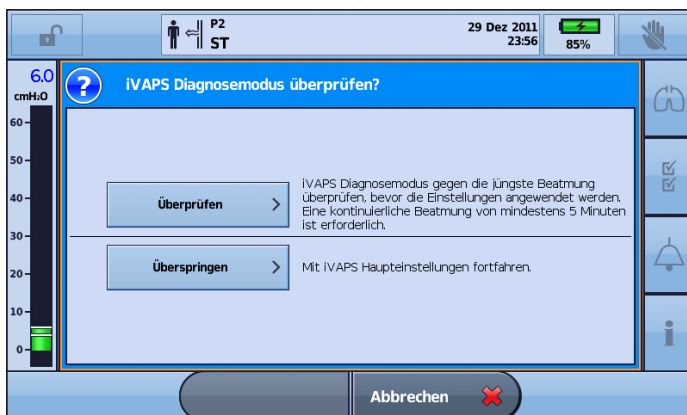 P2
ST
29 Dez 2011
23:56
85%
6.0
cmH2O
60
50
40
30
20
10
0
? iVAPS Diagnosemodus überprüfen?
Überprüfen >
iVAPS Diagnosemodus gegen die jüngste Beatmung
überprüfen, bevor die Einstellungen angewendet werden.
Eine kontinuierliche Beatmung von mindestens 5 Minuten
ist erforderlich.
Überspringen >
Mit iVAPS Haupteinstellungen fortfahren.
i
Abbrechen